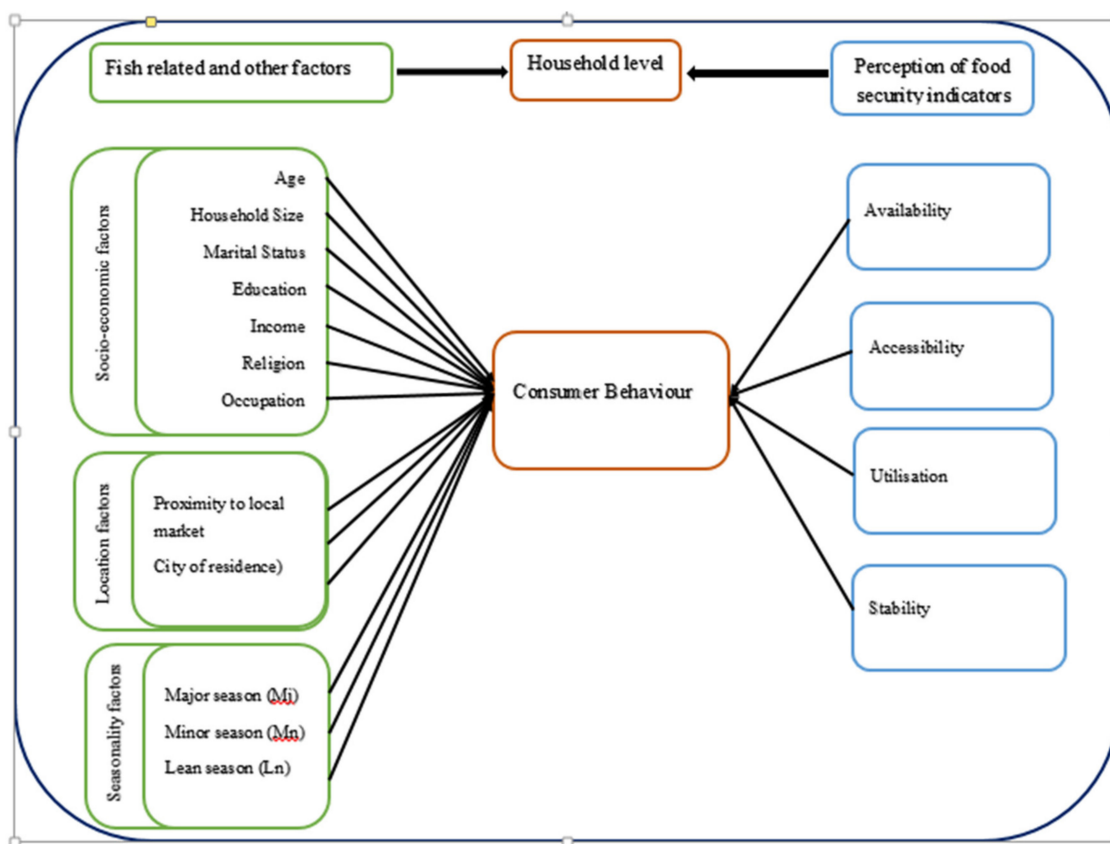 Fish related and other factors
Household level
Perception of food
security indicators
Socio-economic factors
Age
Household Size
Marital Status
Education
Income
Religion
Occupation
Location factors
Proximity to local
market
City of residence)
Seasonality factors
Major season (Mj)
Minor season (Mn)
Lean season (Ln)
Consumer Behaviour
Availability
Accessibility
Utilisation
Stability